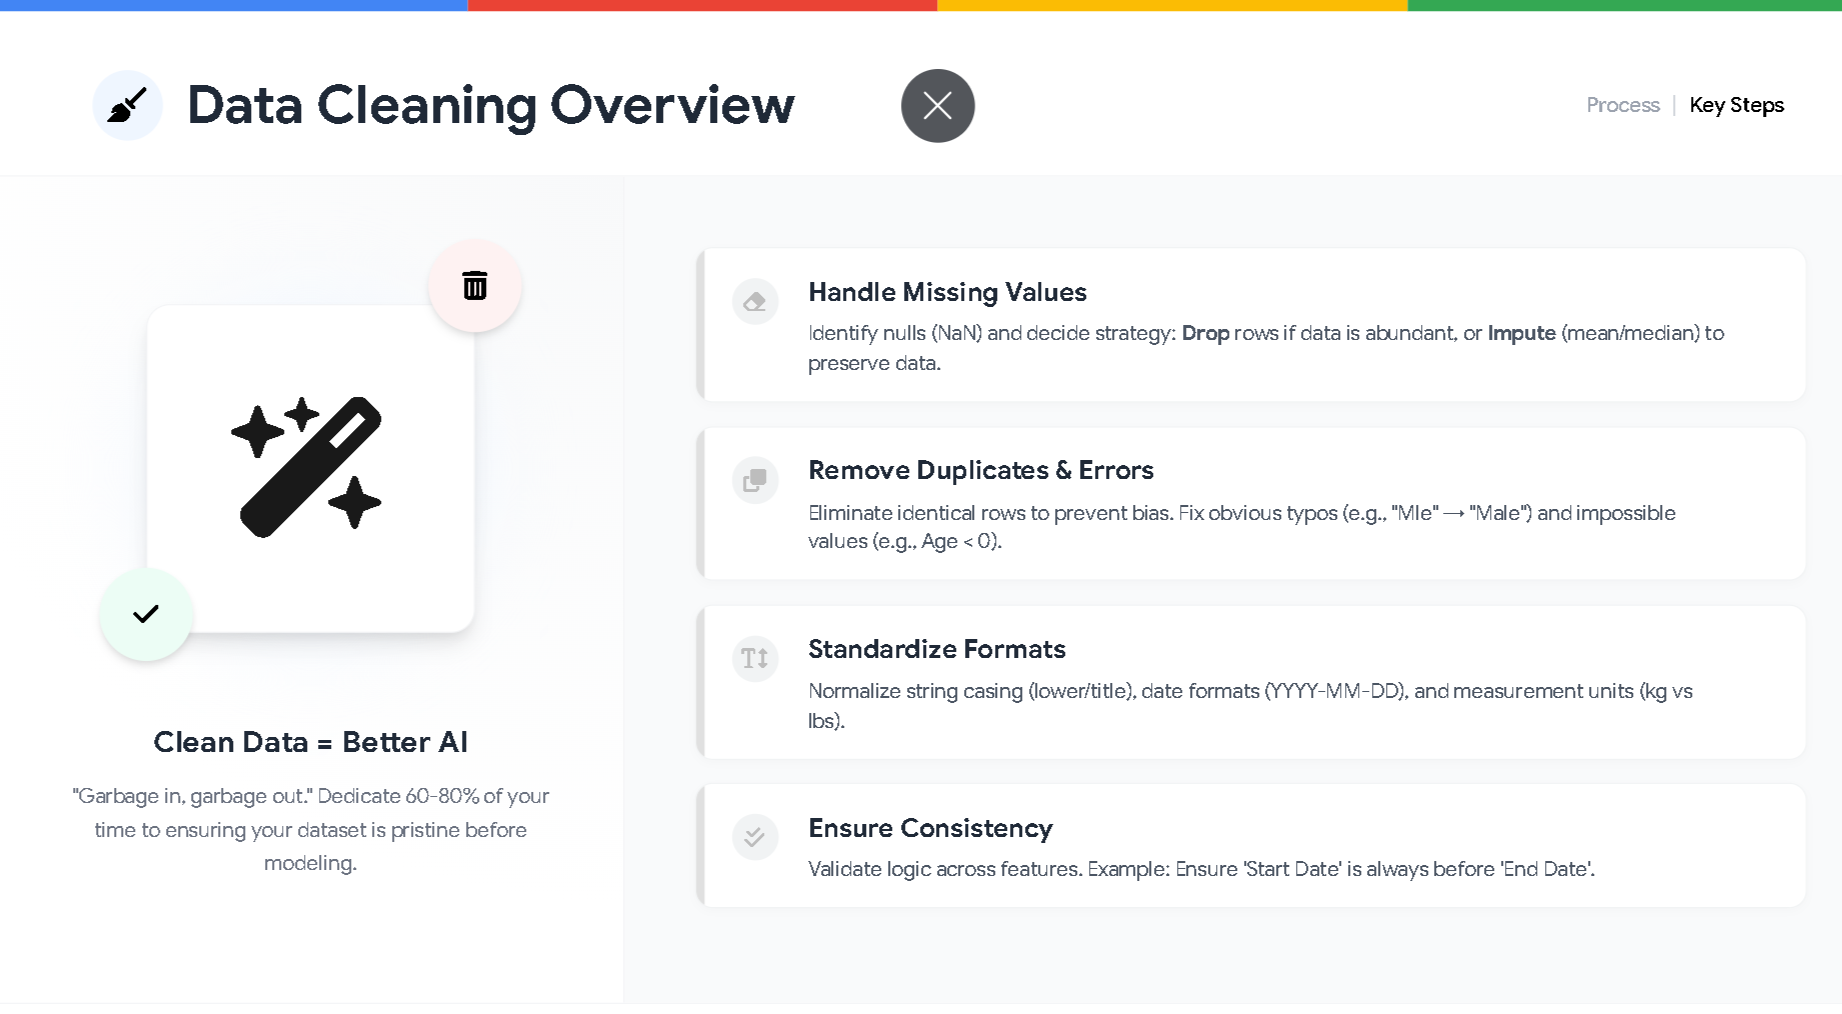 Data Cleaning Overview
Process | Key Steps
Clean Data = Better AI
"Garbage in, garbage out." Dedicate 60-80% of your
time to ensuring your dataset is pristine before
modeling.
Handle Missing Values
Identify nulls (NaN) and decide strategy: Drop rows if data is abundant, or Impute (mean/median) to
preserve data.
Remove Duplicates & Errors
Eliminate identical rows to prevent bias. Fix obvious typos (e.g., "Mle" → "Male") and impossible
values (e.g., Age < 0).
Standardize Formats
Normalize string casing (lower/title), date formats (YYYY-MM-DD), and measurement units (kg vs
lbs).
Ensure Consistency
Validate logic across features. Example: Ensure 'Start Date' is always before 'End Date'.